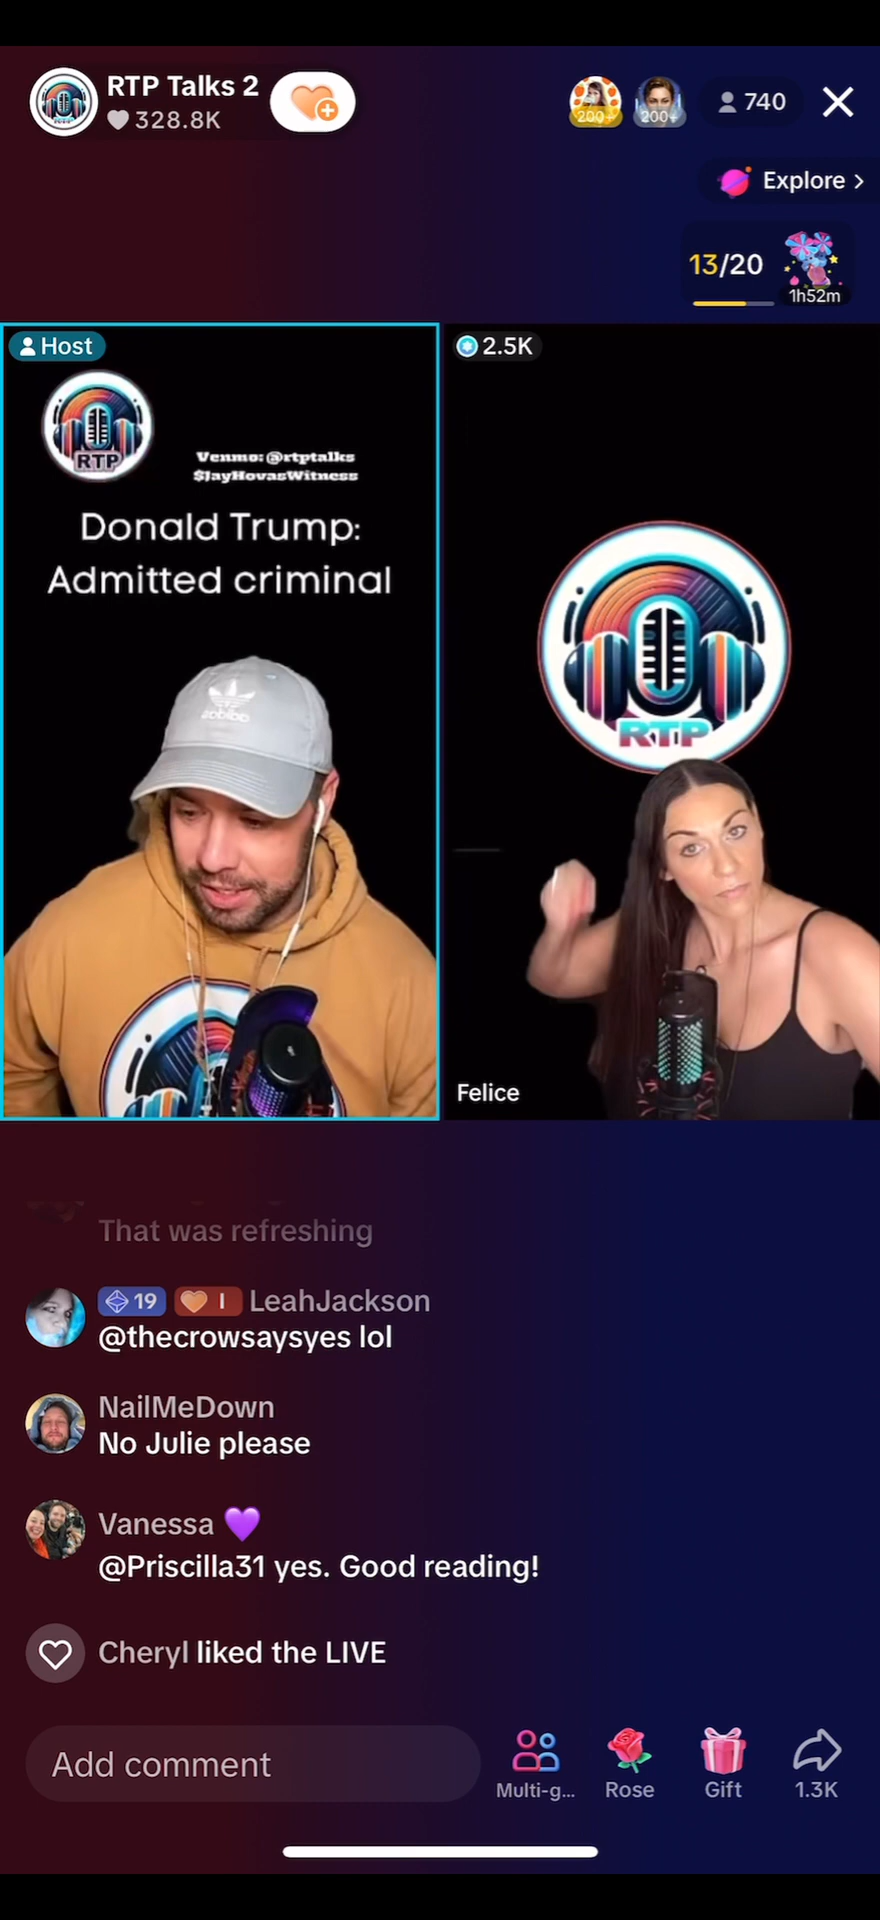 RTP Talks 2
328.8K
200+
200+
740
Explore >
13/20
1h52m
Host
2.5K
RTP
Venmo: @rtptalks
$JayHovasWitness
Donald Trump:
Admitted criminal
adidas
RTP
Felice
That was refreshing
19 I LeahJackson
@thecrowsaysyes lol
NailMeDown
No Julie please
Vanessa 💜
@Priscilla31 yes. Good reading!
Cheryl liked the LIVE
Add comment
Multi-g...
Rose
Gift
1.3K